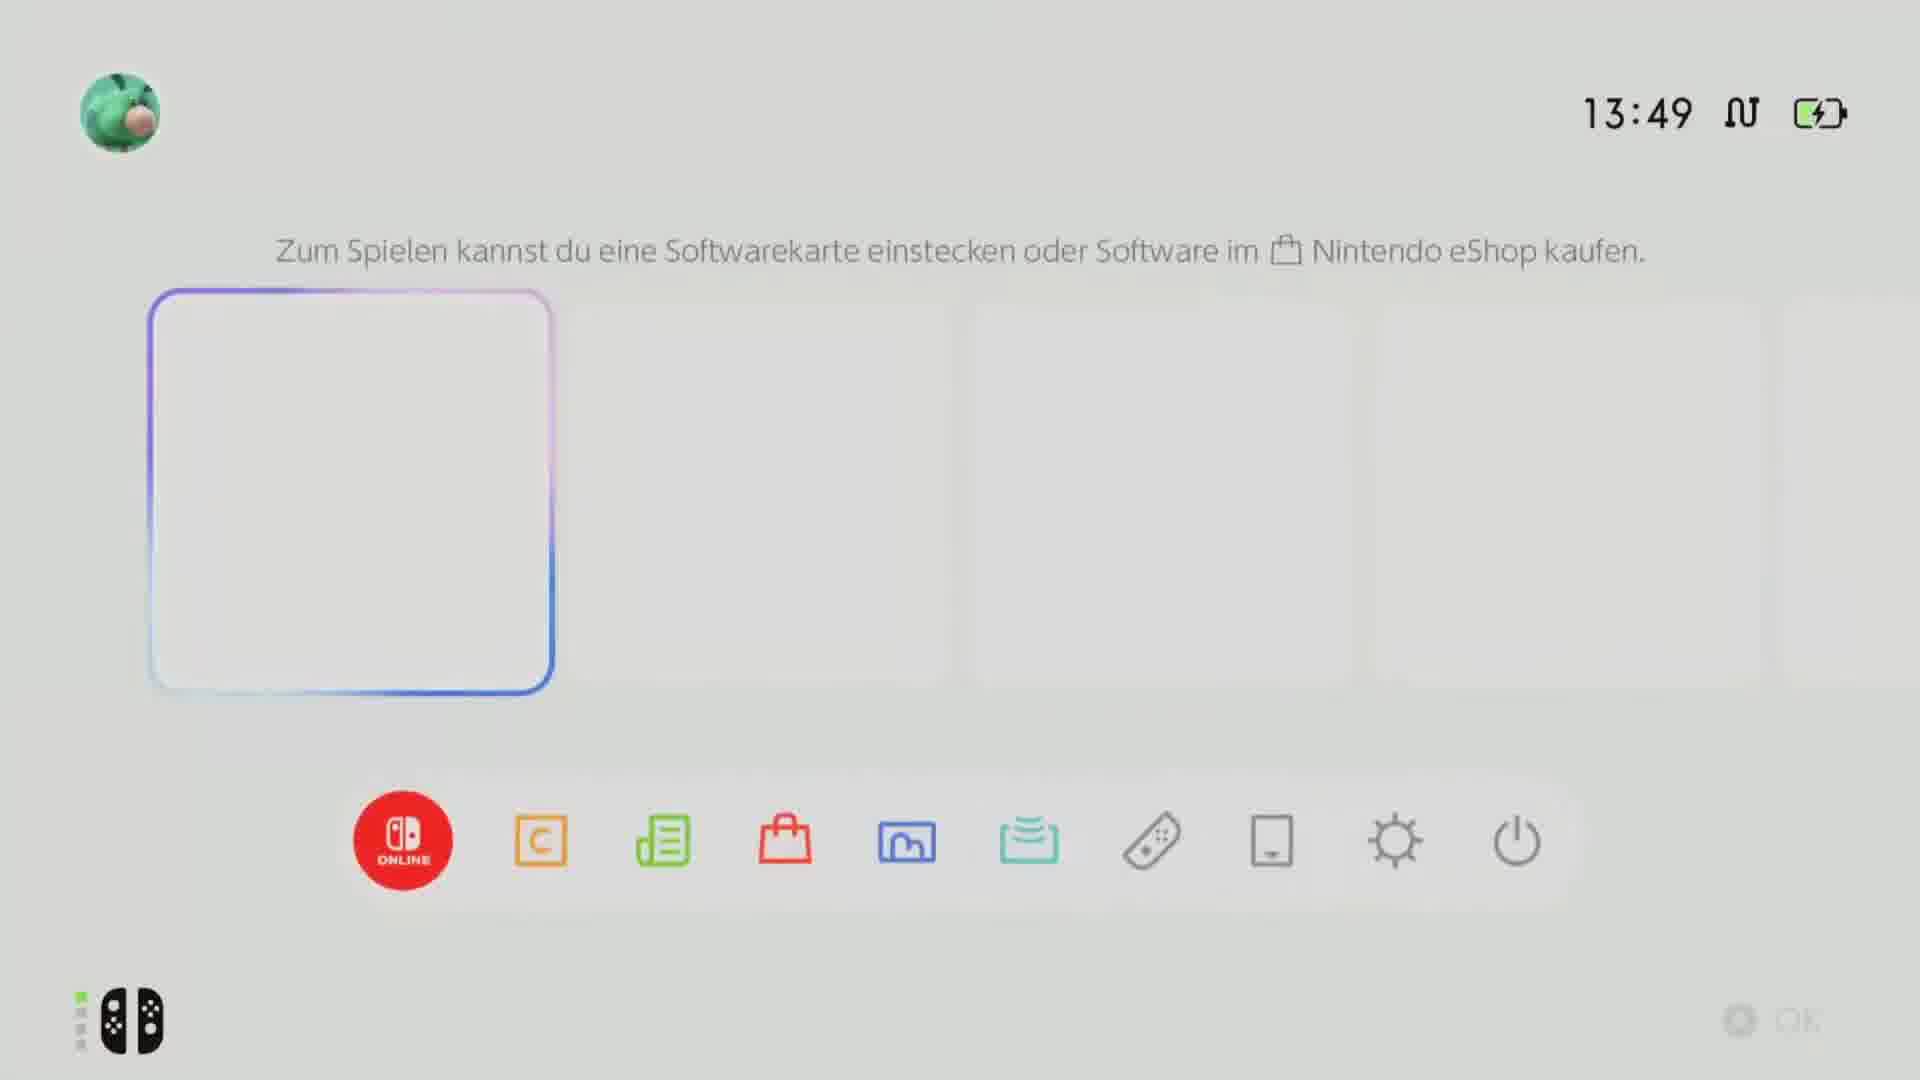 13:49
Zum Spielen kannst du eine Softwarekarte einstecken oder Software im Nintendo eShop kaufen.
ONLINE
C
OK